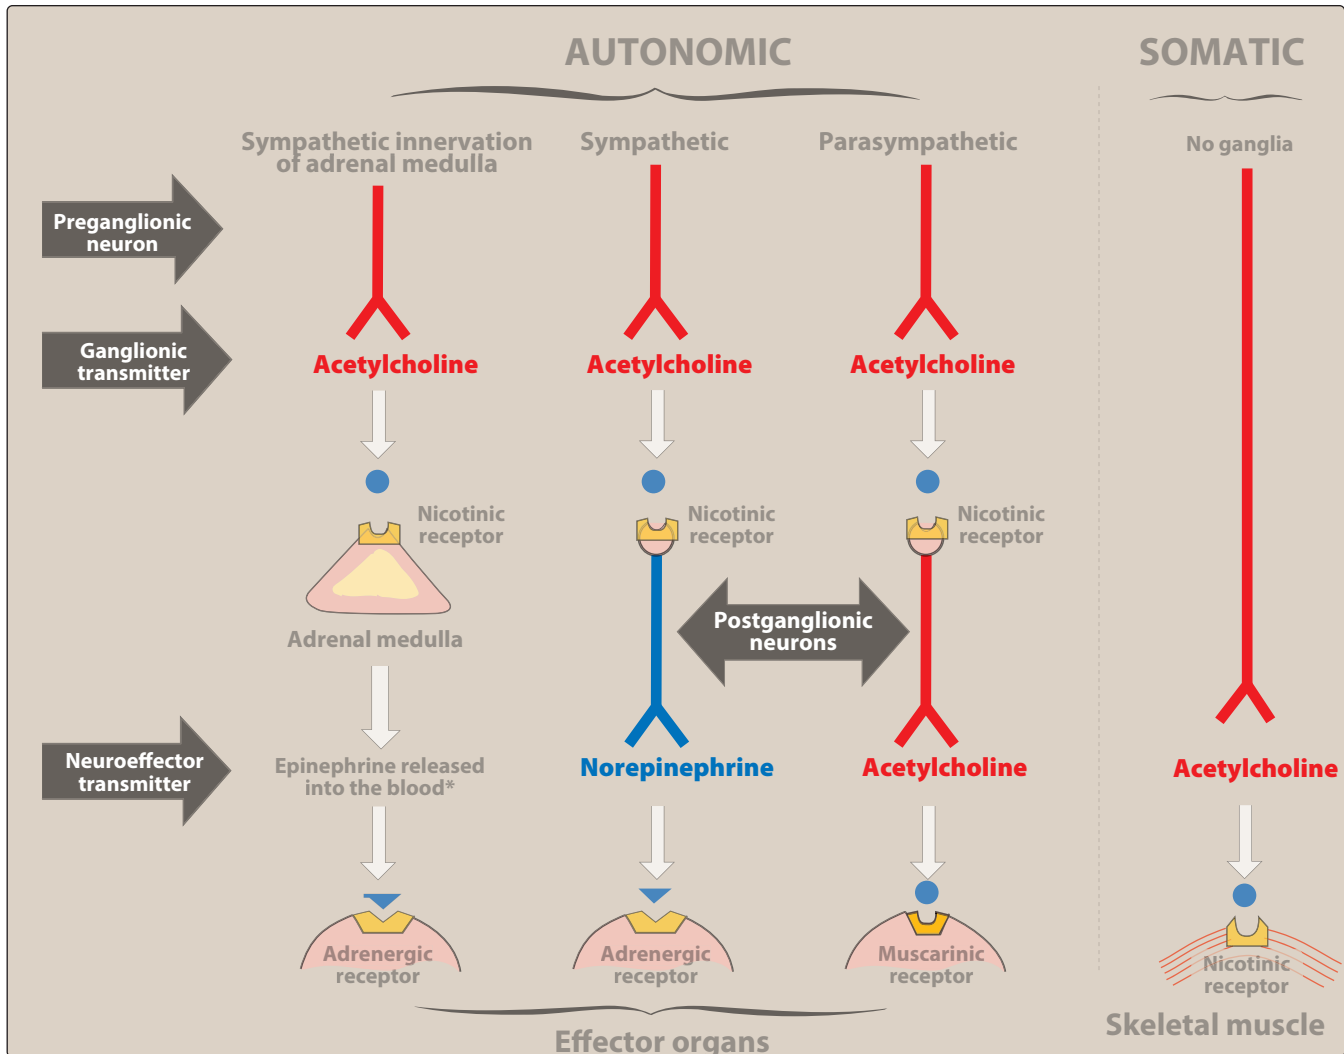 AUTONOMIC
SOMATIC
Sympathetic innervation
of adrenal medulla
Sympathetic
Parasympathetic
No ganglia
Preganglionic
neuron
Ganglionic
transmitter
Acetylcholine
Acetylcholine
Acetylcholine
Nicotinic
receptor
Nicotinic
receptor
Nicotinic
receptor
Adrenal medulla
Postganglionic
neurons
Neuroeffector
transmitter
Epinephrine released
into the blood*
Norepinephrine
Acetylcholine
Acetylcholine
Adrenergic
receptor
Adrenergic
receptor
Muscarinic
receptor
Nicotinic
receptor
Effector organs
Skeletal muscle